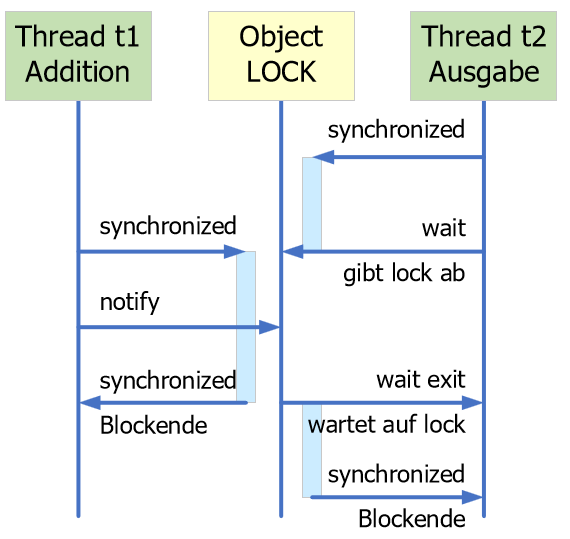 Thread t1
Addition
Object
LOCK
Thread t2
Ausgabe
synchronized
synchronized
wait
gibt lock ab
notify
synchronized
wait exit
Blockende
wartet auf lock
synchronized
Blockende